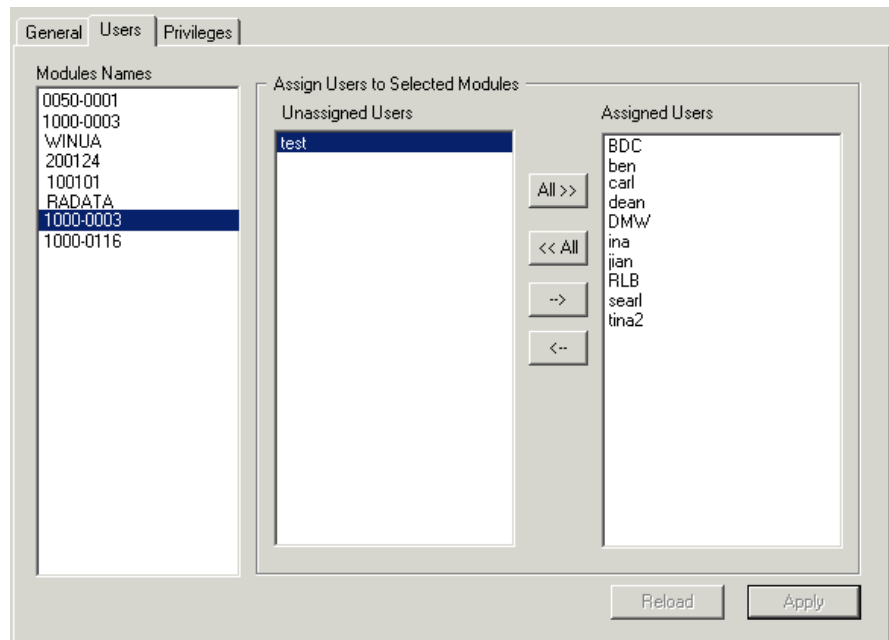 General Users Privileges
Modules Names
0050-0001
1000-0003
WINUA
200124
100101
RADATA
1000-0003
1000-0116
Assign Users to Selected Modules
Unassigned Users
test
All >>
<< All
-->
<--
Assigned Users
BDC
ben
carl
dean
DMW
ina
jian
RLB
searl
tina2
Reload Apply